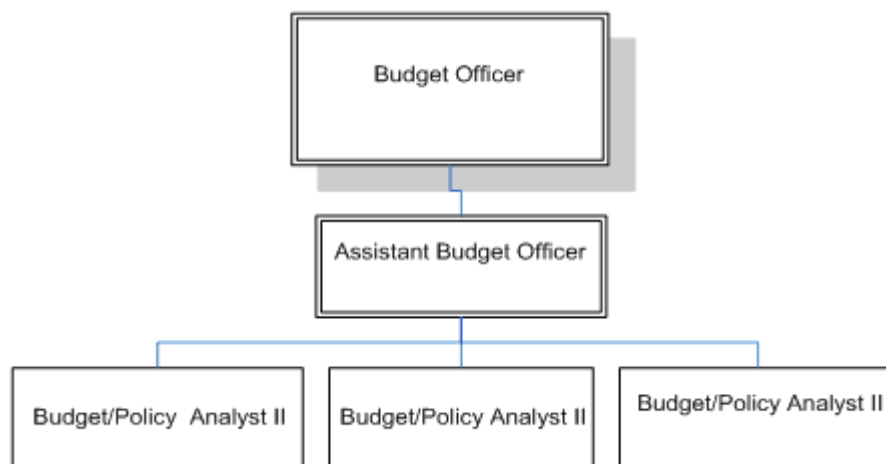 Budget Officer
Assistant Budget Officer
Budget/Policy Analyst II
Budget/Policy Analyst II
Budget/Policy Analyst II